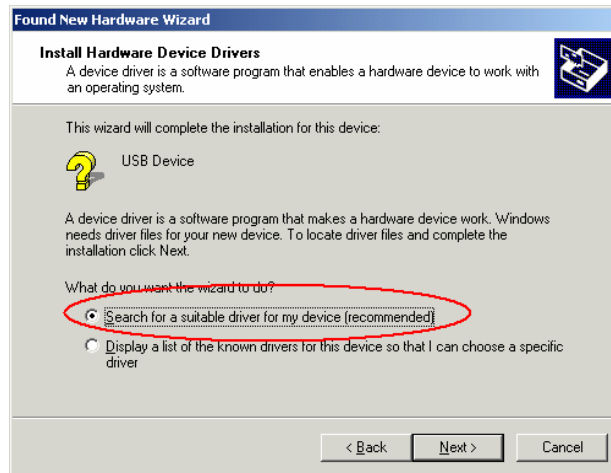 Found New Hardware Wizard
Install Hardware Device Drivers
A device driver is a software program that enables a hardware device to work with
an operating system.
This wizard will complete the installation for this device:
USB Device
A device driver is a software program that makes a hardware device work. Windows
needs driver files for your new device. To locate driver files and complete the
installation click Next.
What do you want the wizard to do?
Search for a suitable driver for my device (recommended)
Display a list of the known drivers for this device so that I can choose a specific
driver
< Back
Next >
Cancel